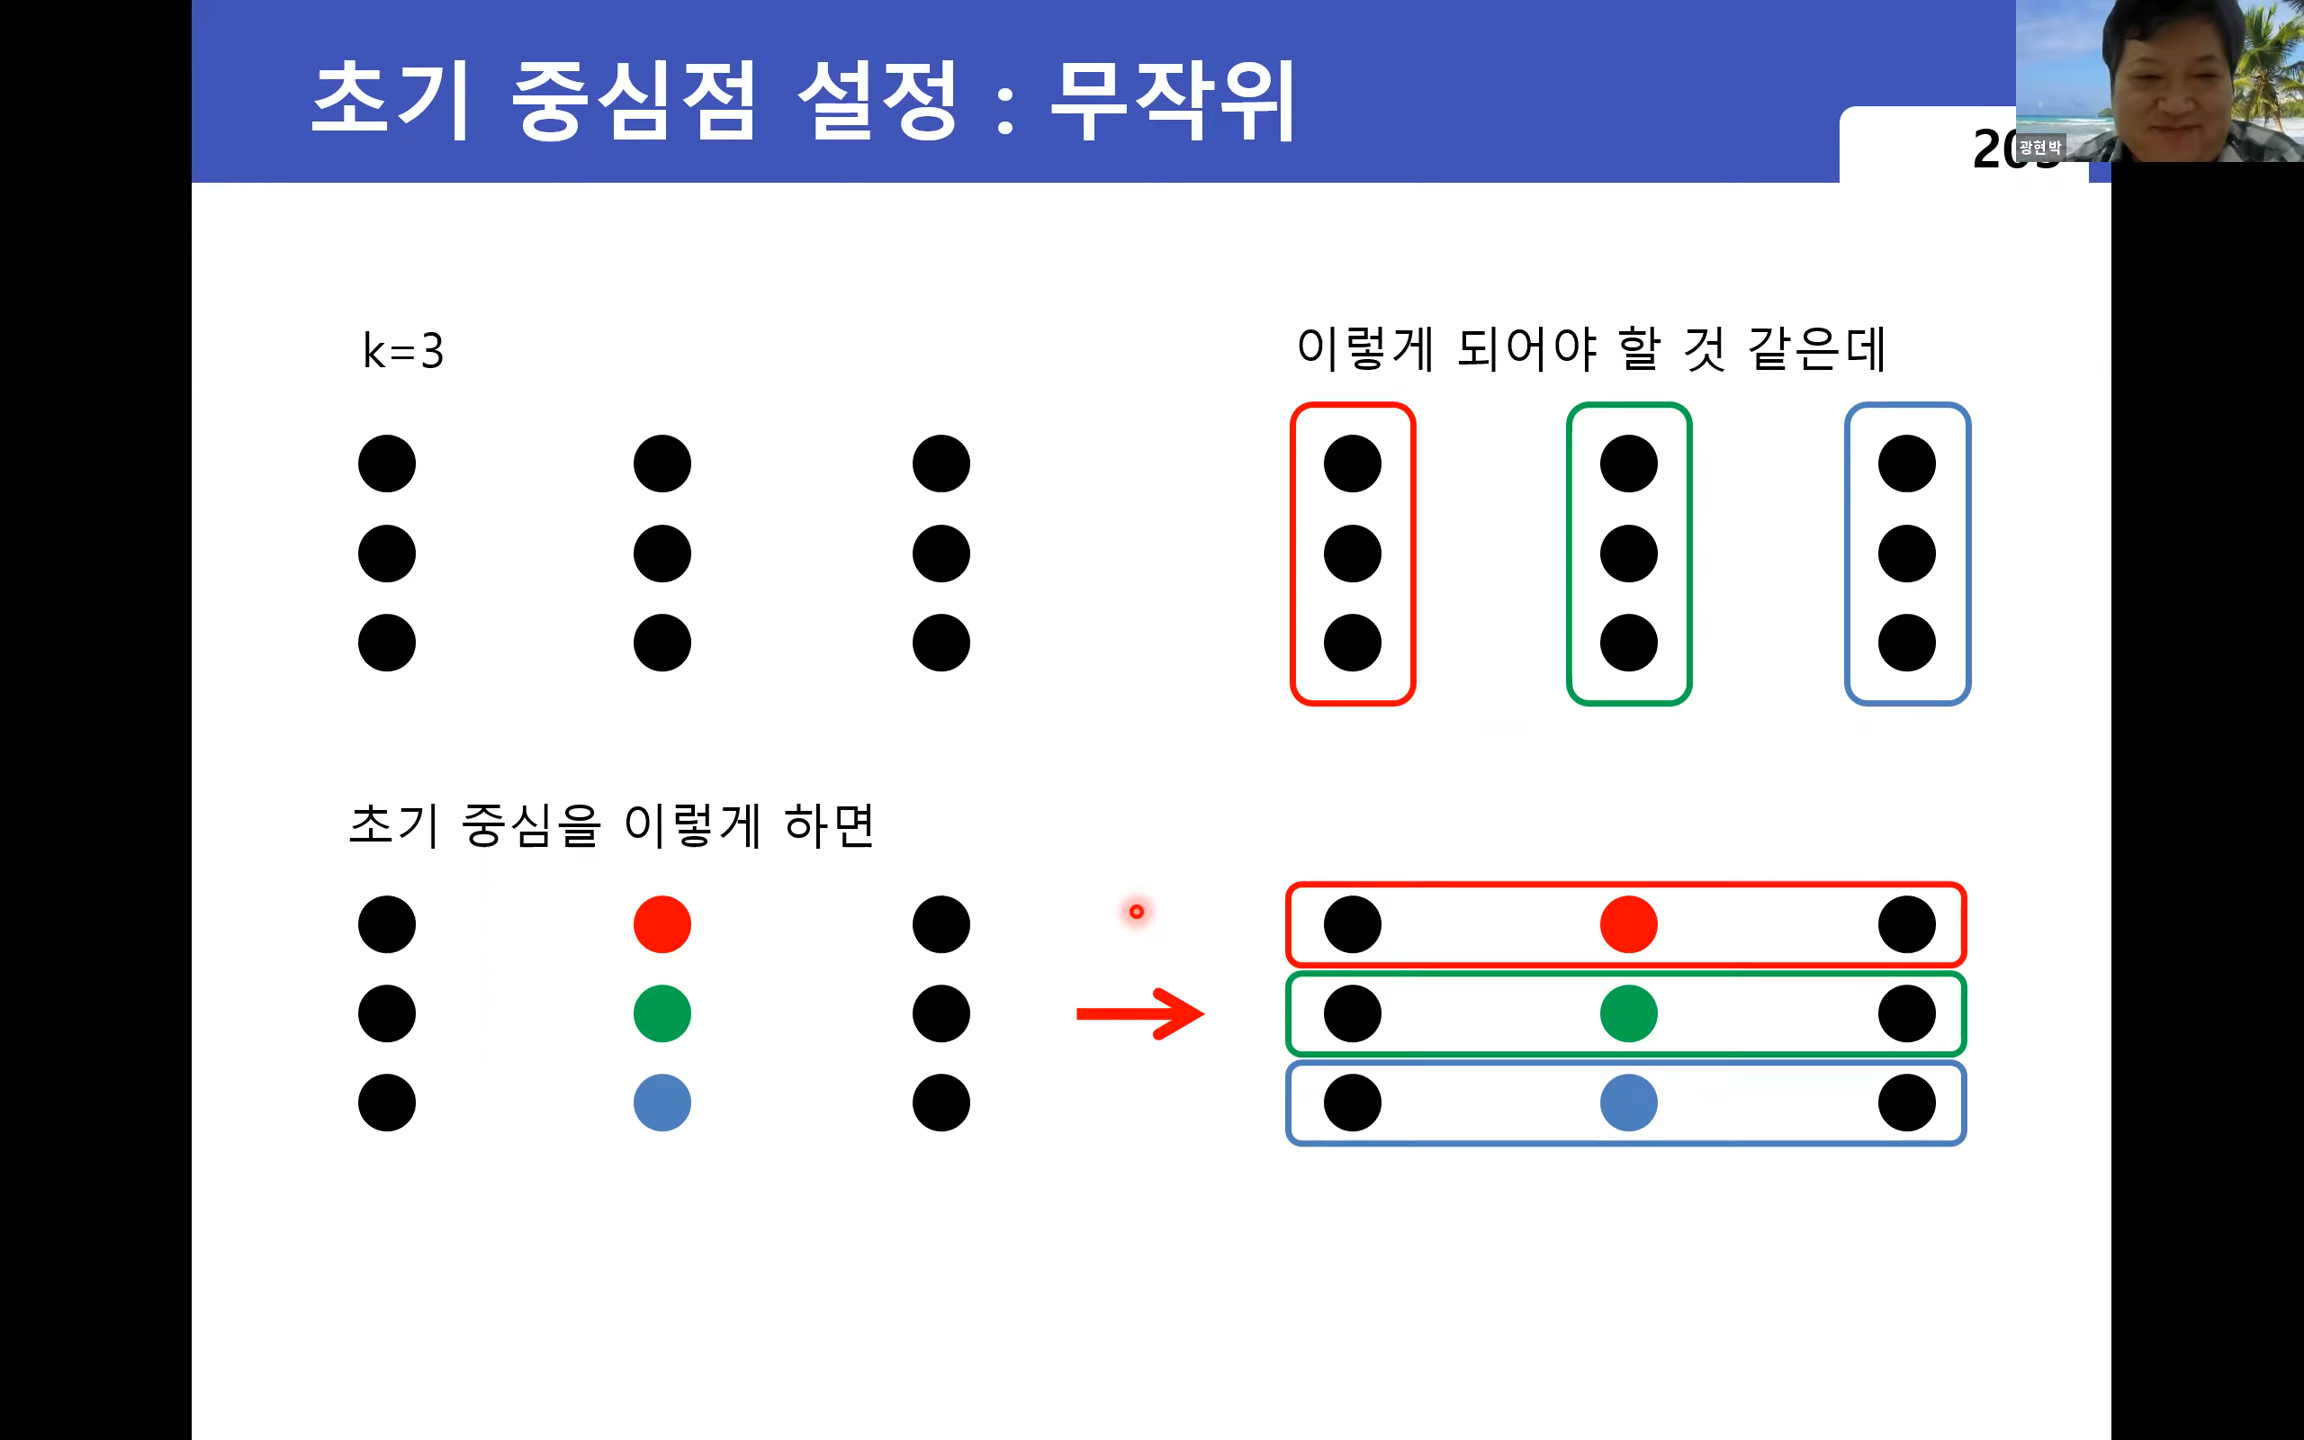 초기 중심점 설정 : 무작위
광현박
k=3
이렇게 되어야 할 것 같은데
초기 중심을 이렇게 하면